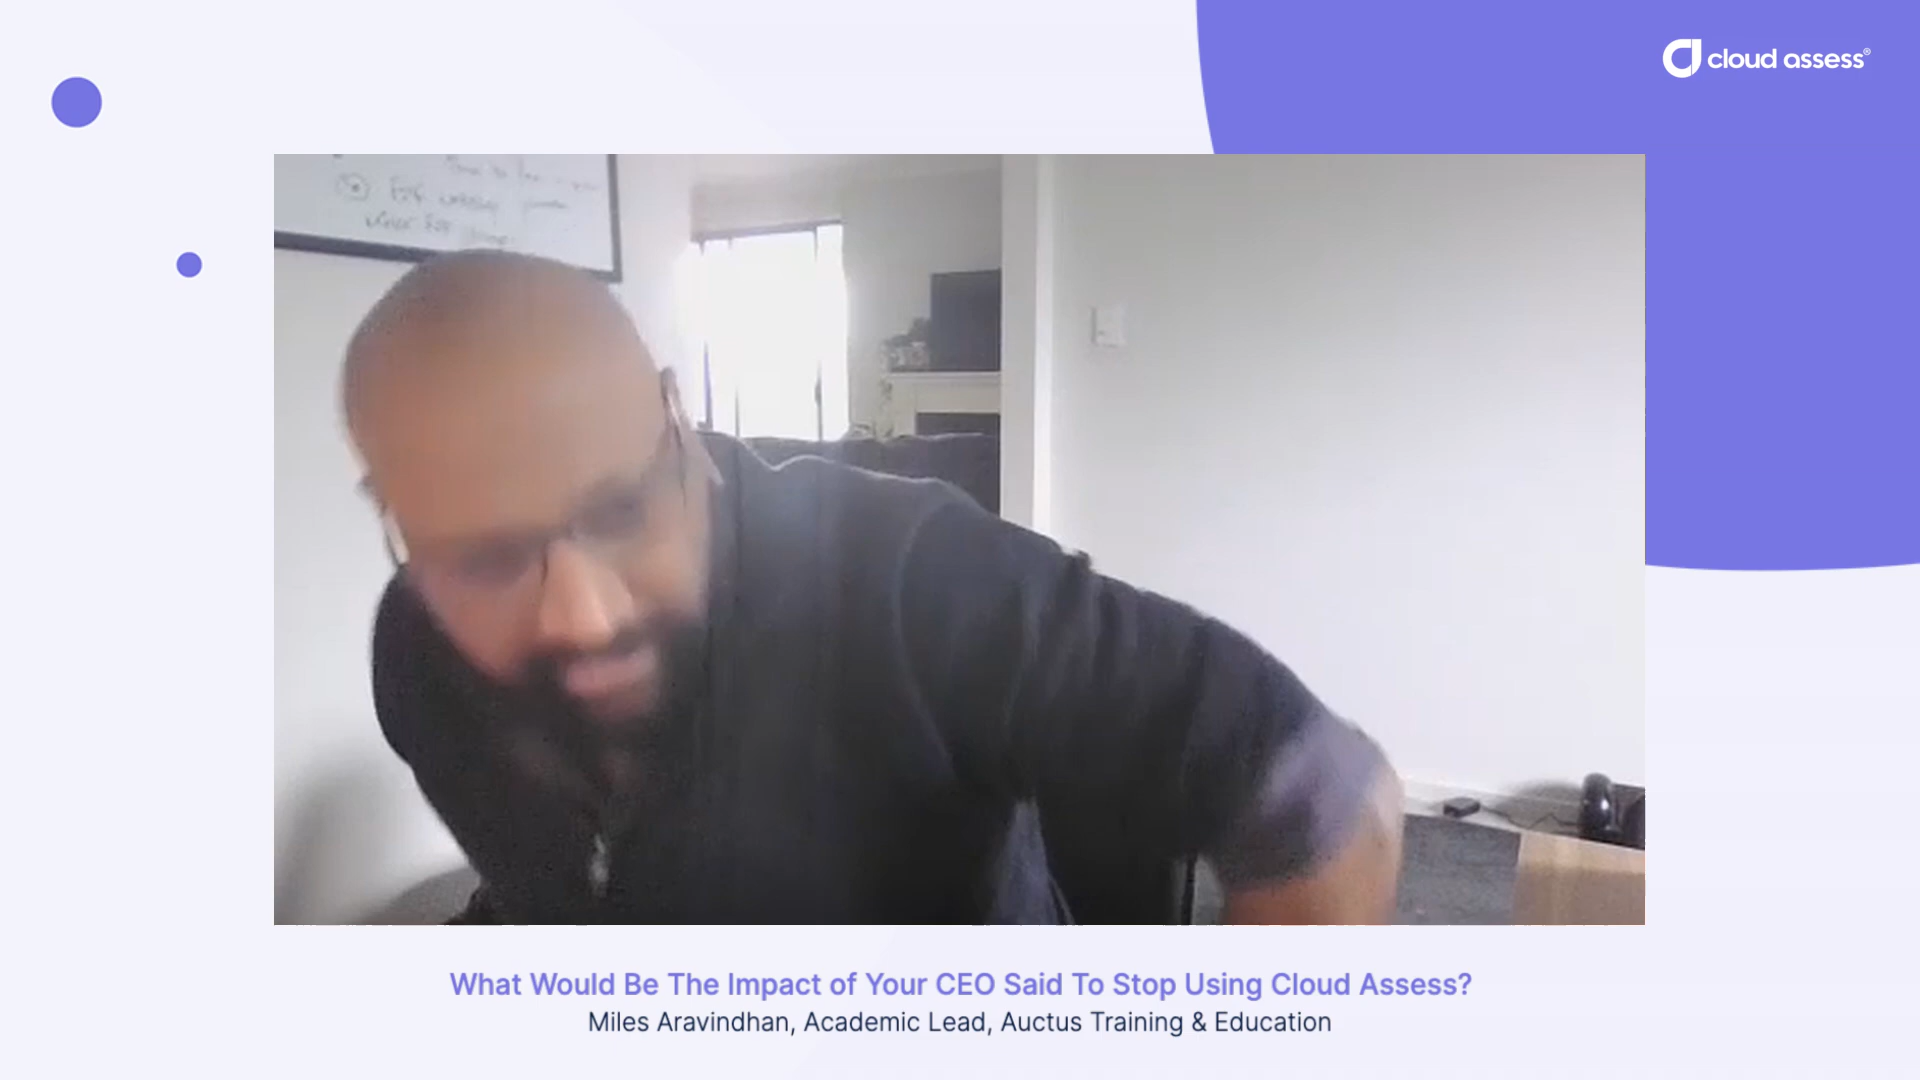 cloud assess®
What Would Be The Impact of Your CEO Said To Stop Using Cloud Assess?
Miles Aravindhan, Academic Lead, Auctus Training & Education